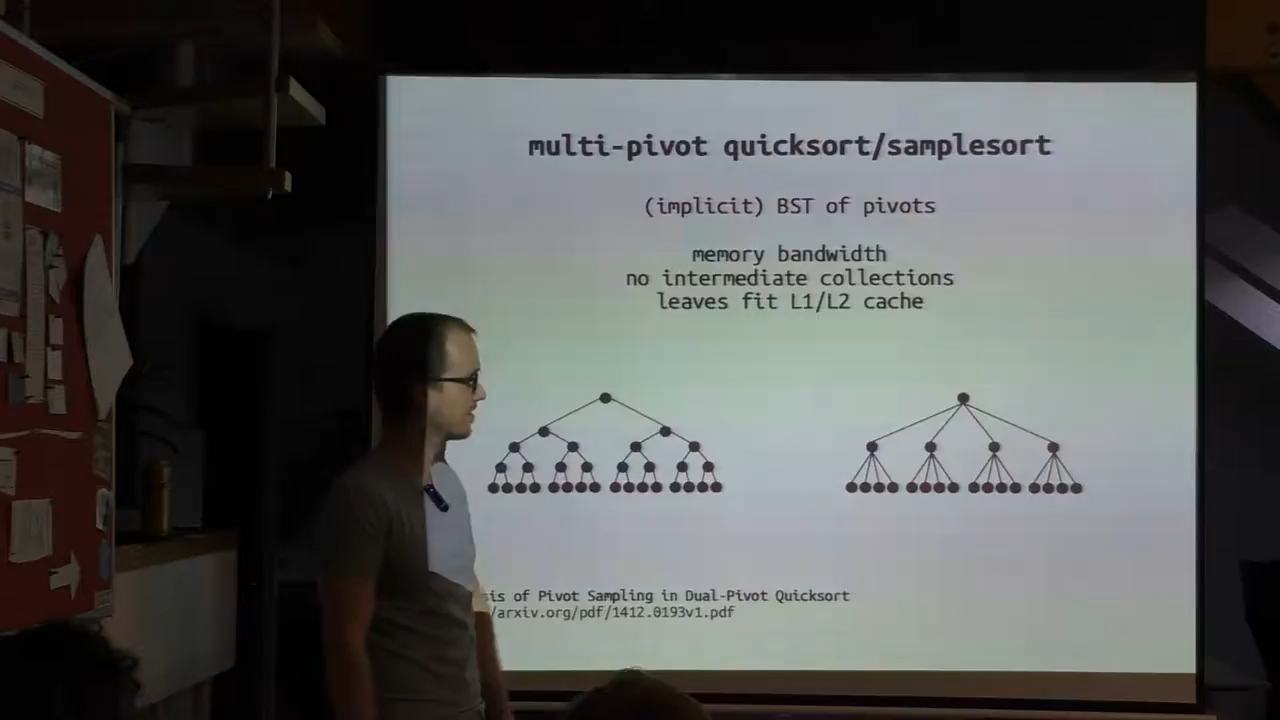 multi-pivot quicksort/samplesort
(implicit) BST of pivots
memory bandwidth
no intermediate collections
leaves fit L1/L2 cache
of Pivot Sampling in Dual-Pivot Quicksort
/arxiv.org/pdf/1412.0193v1.pdf